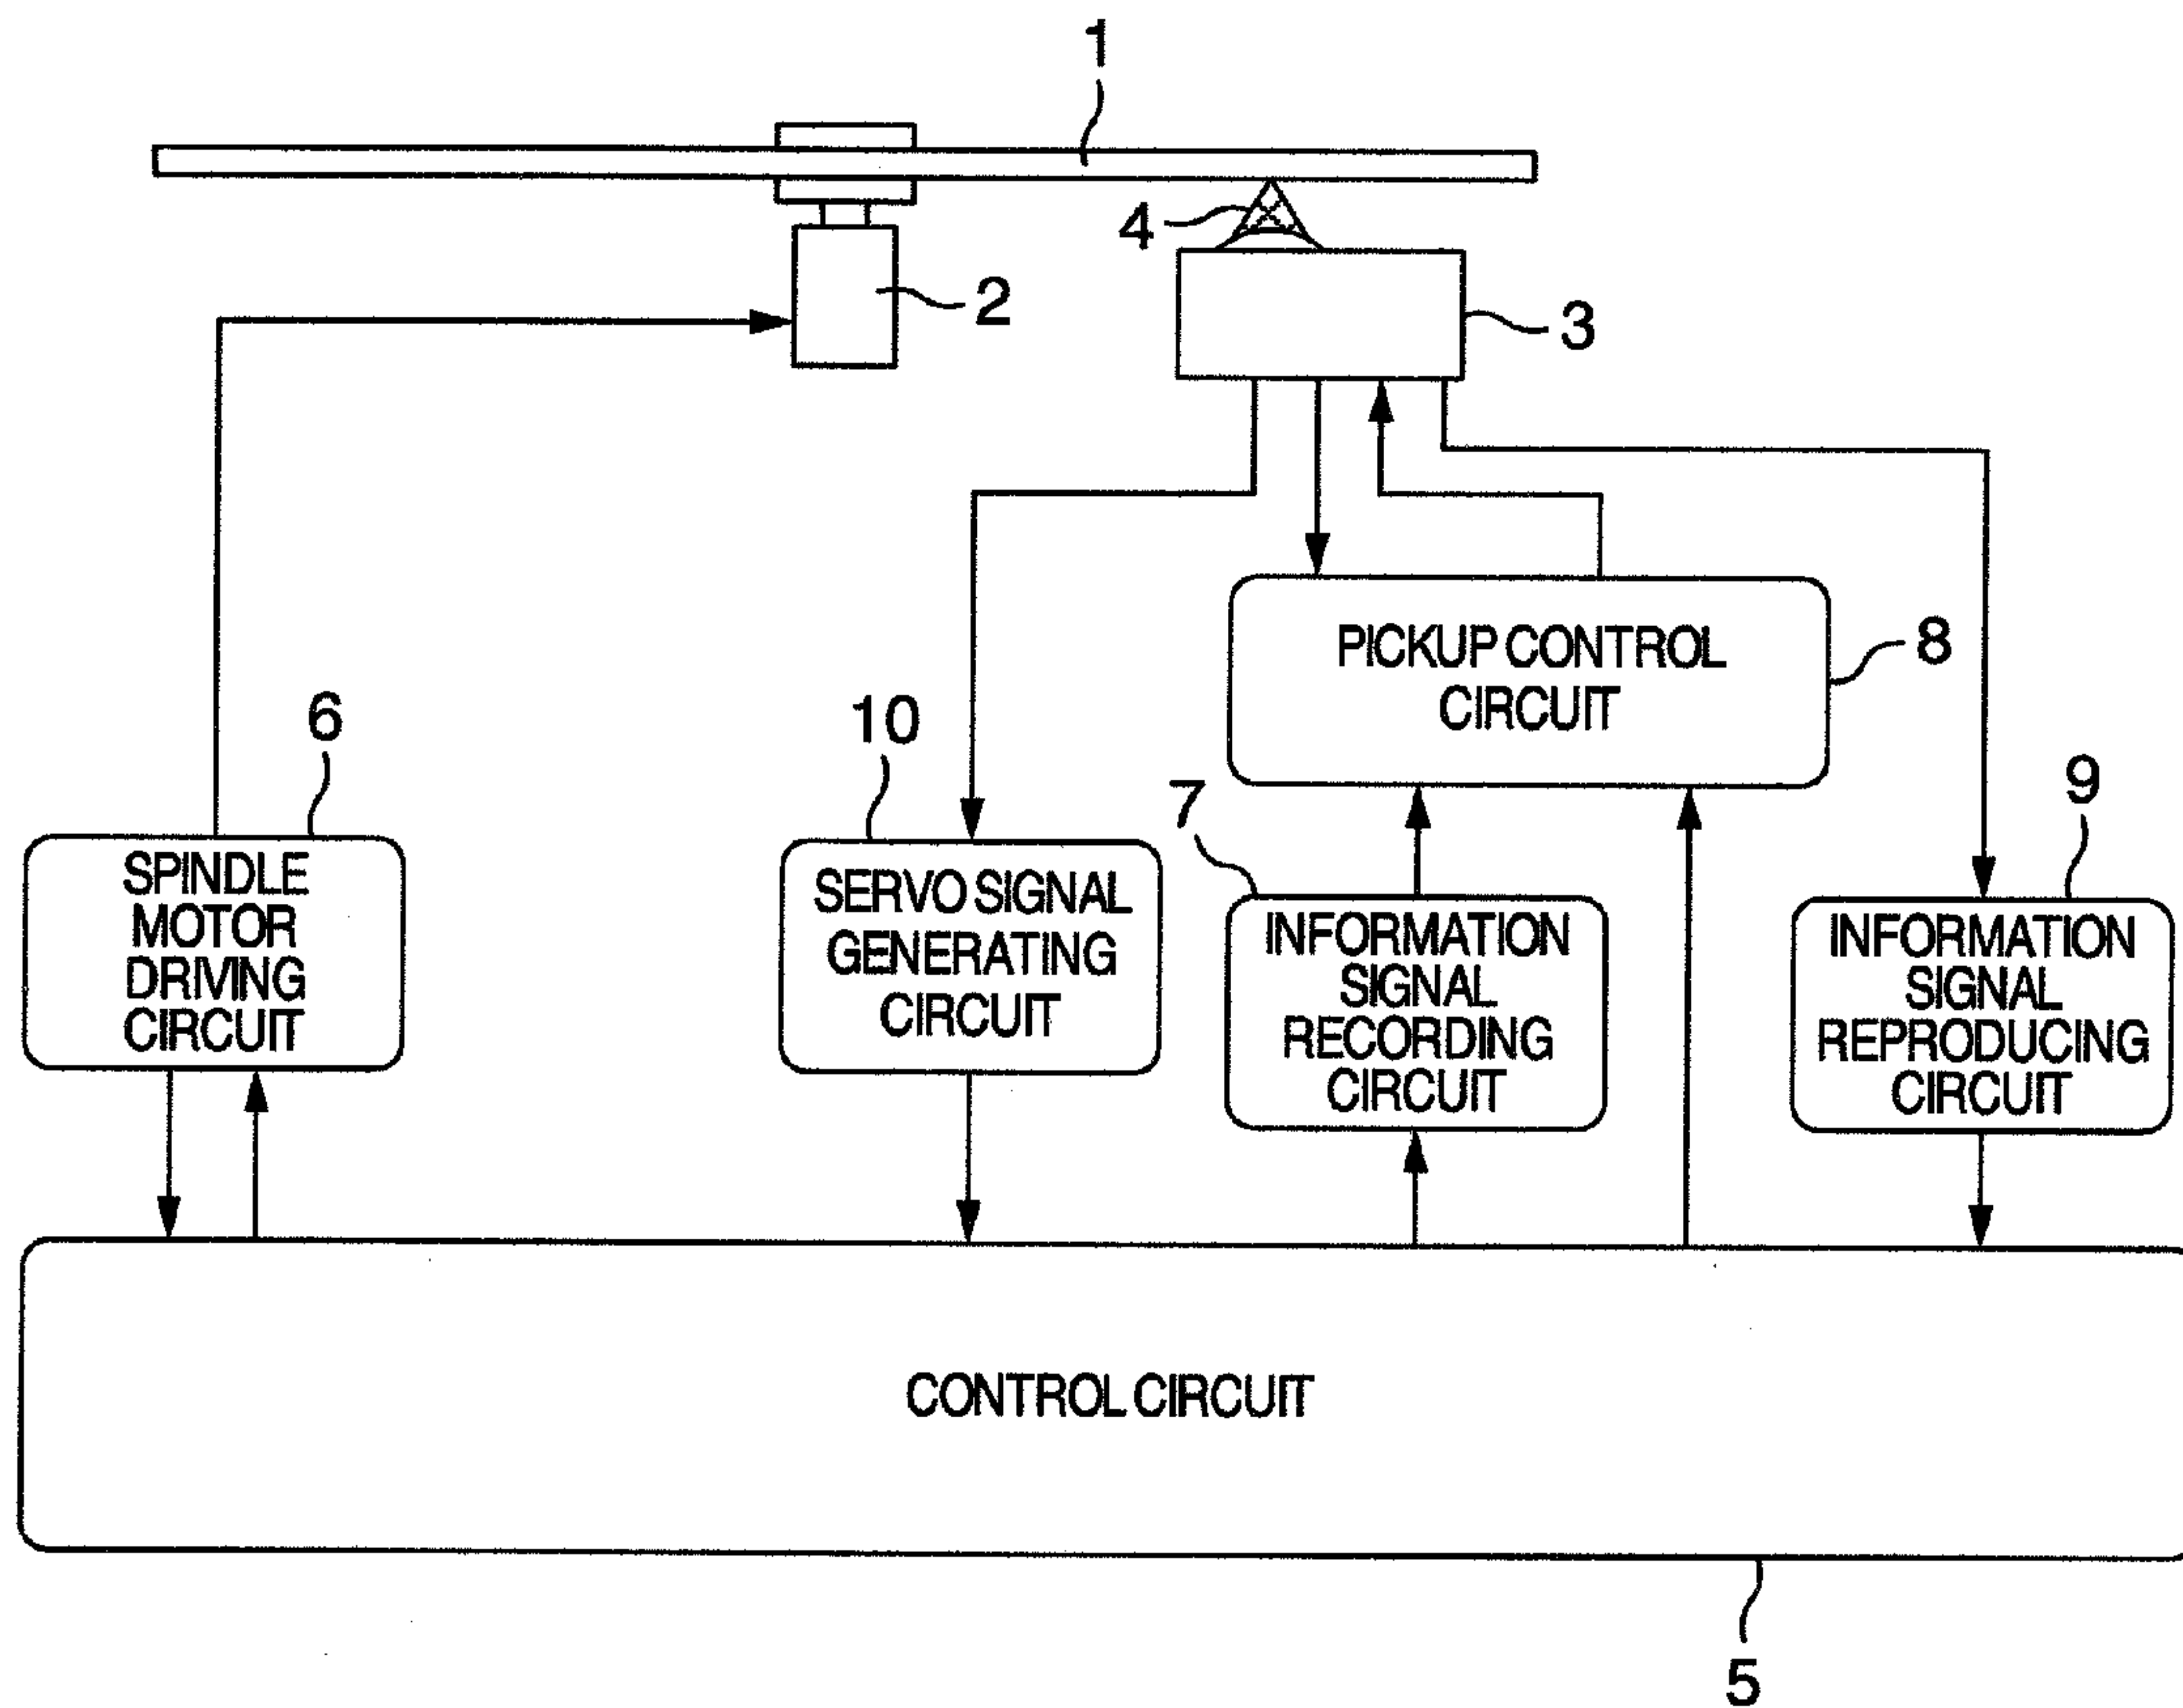 1
4
2
3
PICKUP CONTROL
CIRCUIT
8
6
10
7
9
SPINDLE
MOTOR
DRIVING
CIRCUIT
SERVO SIGNAL
GENERATING
CIRCUIT
INFORMATION
SIGNAL
RECORDING
CIRCUIT
INFORMATION
SIGNAL
REPRODUCING
CIRCUIT
CONTROL CIRCUIT
5